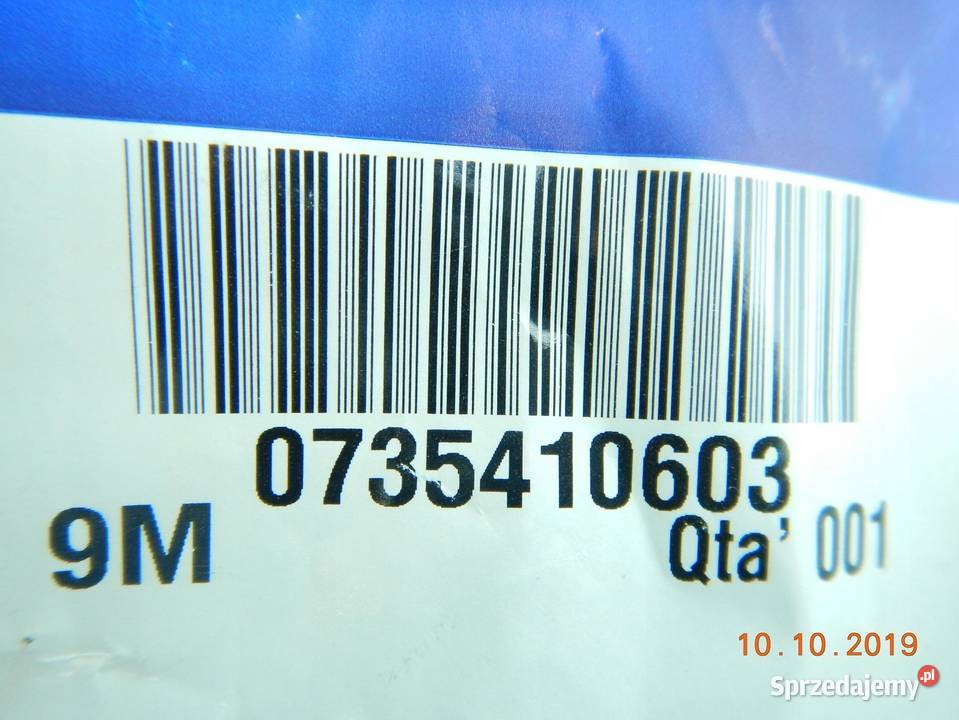 0735410603
9M
Qta' 001
10.10.2019
Sprzedajemy.pl